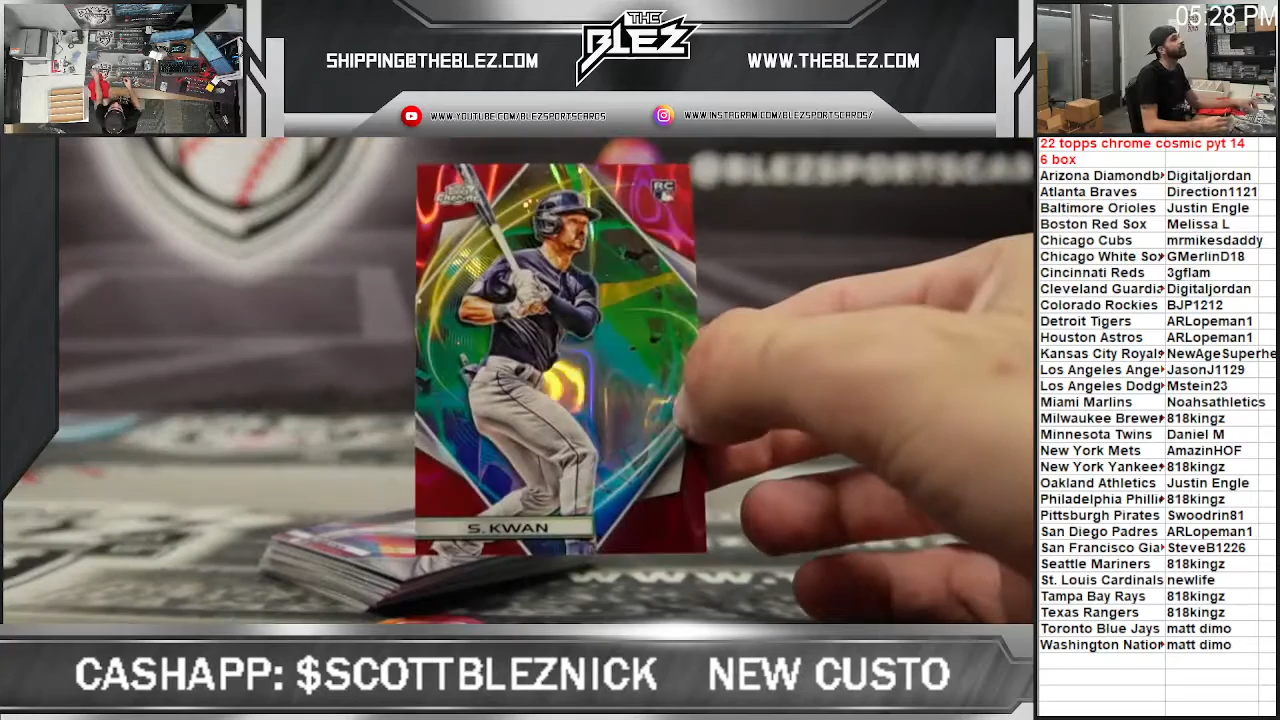 05:28 PM
THE
BLEZ
SHIPPING@THEBLEZ.COM
WWW.THEBLEZ.COM
WWW.YOUTUBE.COM/BLEZSPORTSCARDS
WWW.INSTAGRAM.COM/BLEZSPORTSCARDS/
@BLEZSPORTSCAR
RC
S. KWAN
22 topps chrome cosmic pyt 14
6 box
Arizona Diamondb Digitaljordan
Atlanta Braves Direction1121
Baltimore Orioles Justin Engle
Boston Red Sox Melissa L
Chicago Cubs mrmikesdaddy
Chicago White Sox GMerlinD18
Cincinnati Reds 3gflam
Cleveland Guardia Digitaljordan
Colorado Rockies BJP1212
Detroit Tigers ARLopeman1
Houston Astros ARLopeman1
Kansas City Royals NewAgeSuperhe
Los Angeles Ange JasonJ1129
Los Angeles Dodg Mstein23
Miami Marlins Noahsathletics
Milwaukee Brewe 818kingz
Minnesota Twins Daniel M
New York Mets AmazinHOF
New York Yankee 818kingz
Oakland Athletics Justin Engle
Philadelphia Philli 818kingz
Pittsburgh Pirates Swoodrin81
San Diego Padres ARLopeman1
San Francisco Gia SteveB1226
Seattle Mariners 818kingz
St. Louis Cardinals newlife
Tampa Bay Rays 818kingz
Texas Rangers 818kingz
Toronto Blue Jays matt dimo
Washington Nation matt dimo
CASHAPP: $SCOTTBLEZNICK NEW CUSTO